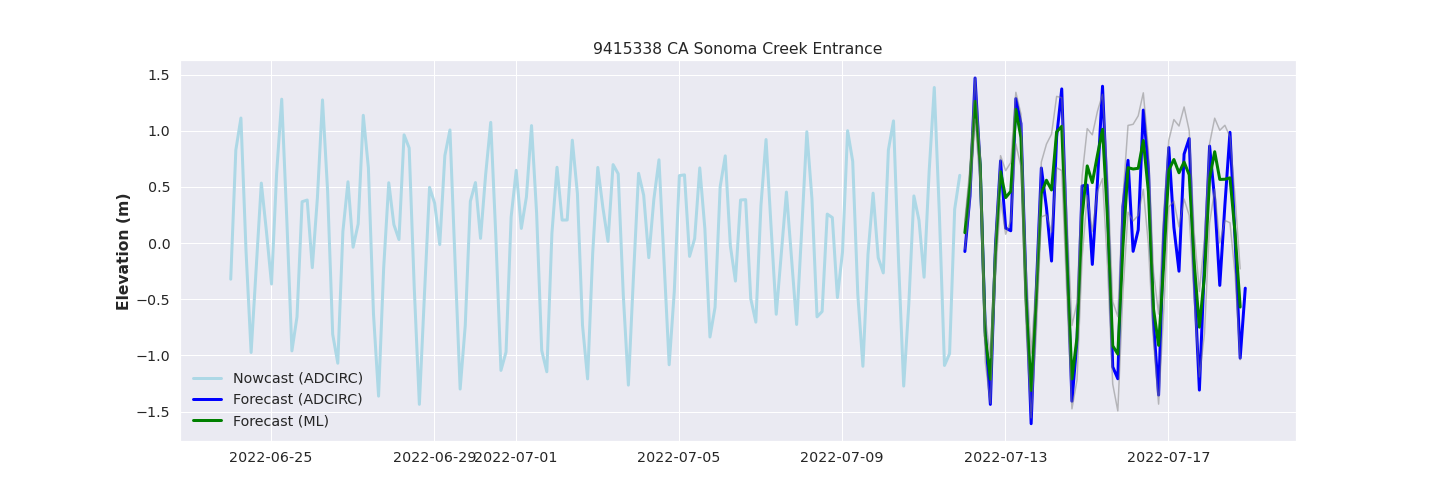 9415338 CA Sonoma Creek Entrance
Elevation (m)
1.5
1.0
0.5
0.0
−0.5
−1.0
−1.5
Nowcast (ADCIRC)
Forecast (ADCIRC)
Forecast (ML)
2022-06-25 2022-06-29 2022-07-01 2022-07-05 2022-07-09 2022-07-13 2022-07-17